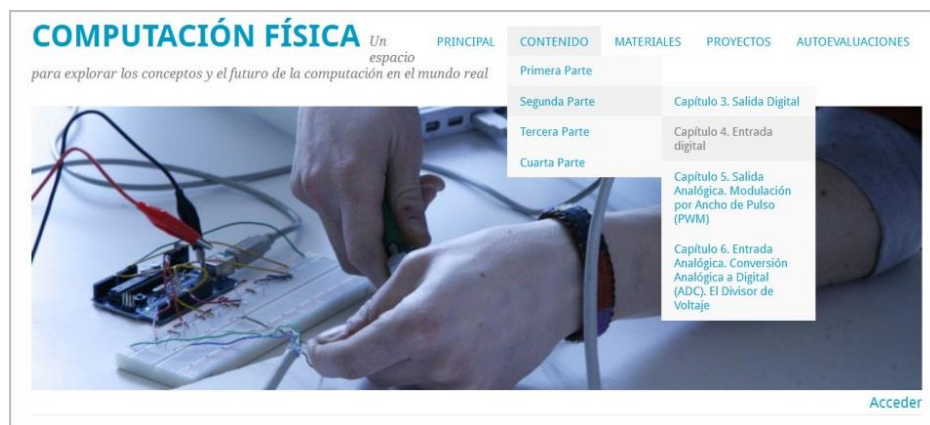 COMPUTACIÓN FÍSICA
Un
espacio
para explorar los conceptos y el futuro de la computación en el mundo real
PRINCIPAL
CONTENIDO
MATERIALES
PROYECTOS
AUTOEVALUACIONES
Primera Parte
Segunda Parte
Tercera Parte
Cuarta Parte
Capítulo 3. Salida Digital
Capítulo 4. Entrada
digital
Capítulo 5. Salida
Analógica. Modulación
por Ancho de Pulso
(PWM)
Capítulo 6. Entrada
Analógica. Conversión
Analógica a Digital
(ADC). El Divisor de
Voltaje
Acceder